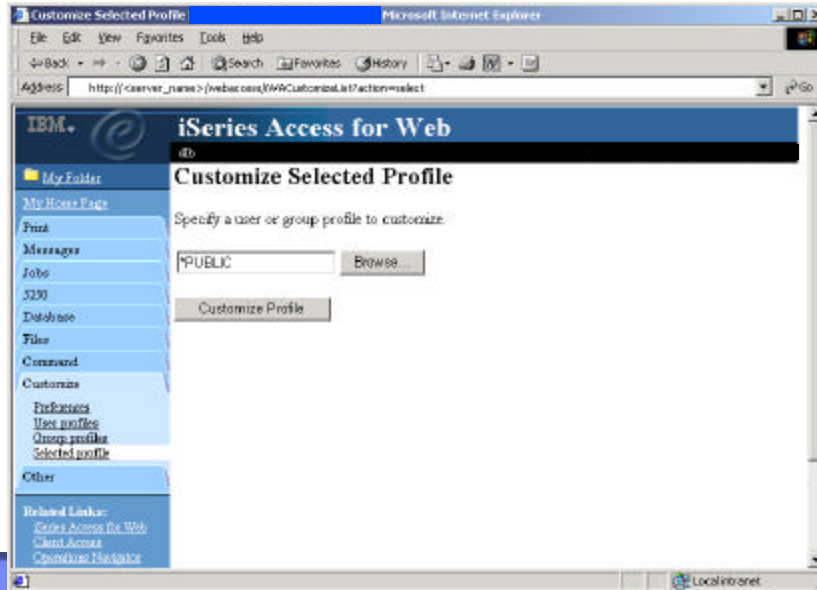 Customize Selected Profile Microsoft Internet Explorer
File Edit View Favorites Tools Help
Back Search Favorites History
Address http://<server_name>/webaccess/iWACustomizeList?action=select Go
IBM. iSeries Access for Web
e
My Folder
Customize Selected Profile
My Home Page
Specify a user or group profile to customize.
Print
Messages
*PUBLIC Browse...
Jobs
5250
Customize Profile
Database
Files
Command
Customize
Preferences
User profiles
Group profiles
Selected profile
Other
Related Links:
iSeries Access for Web
Client Access
Operations Navigator
Local intranet